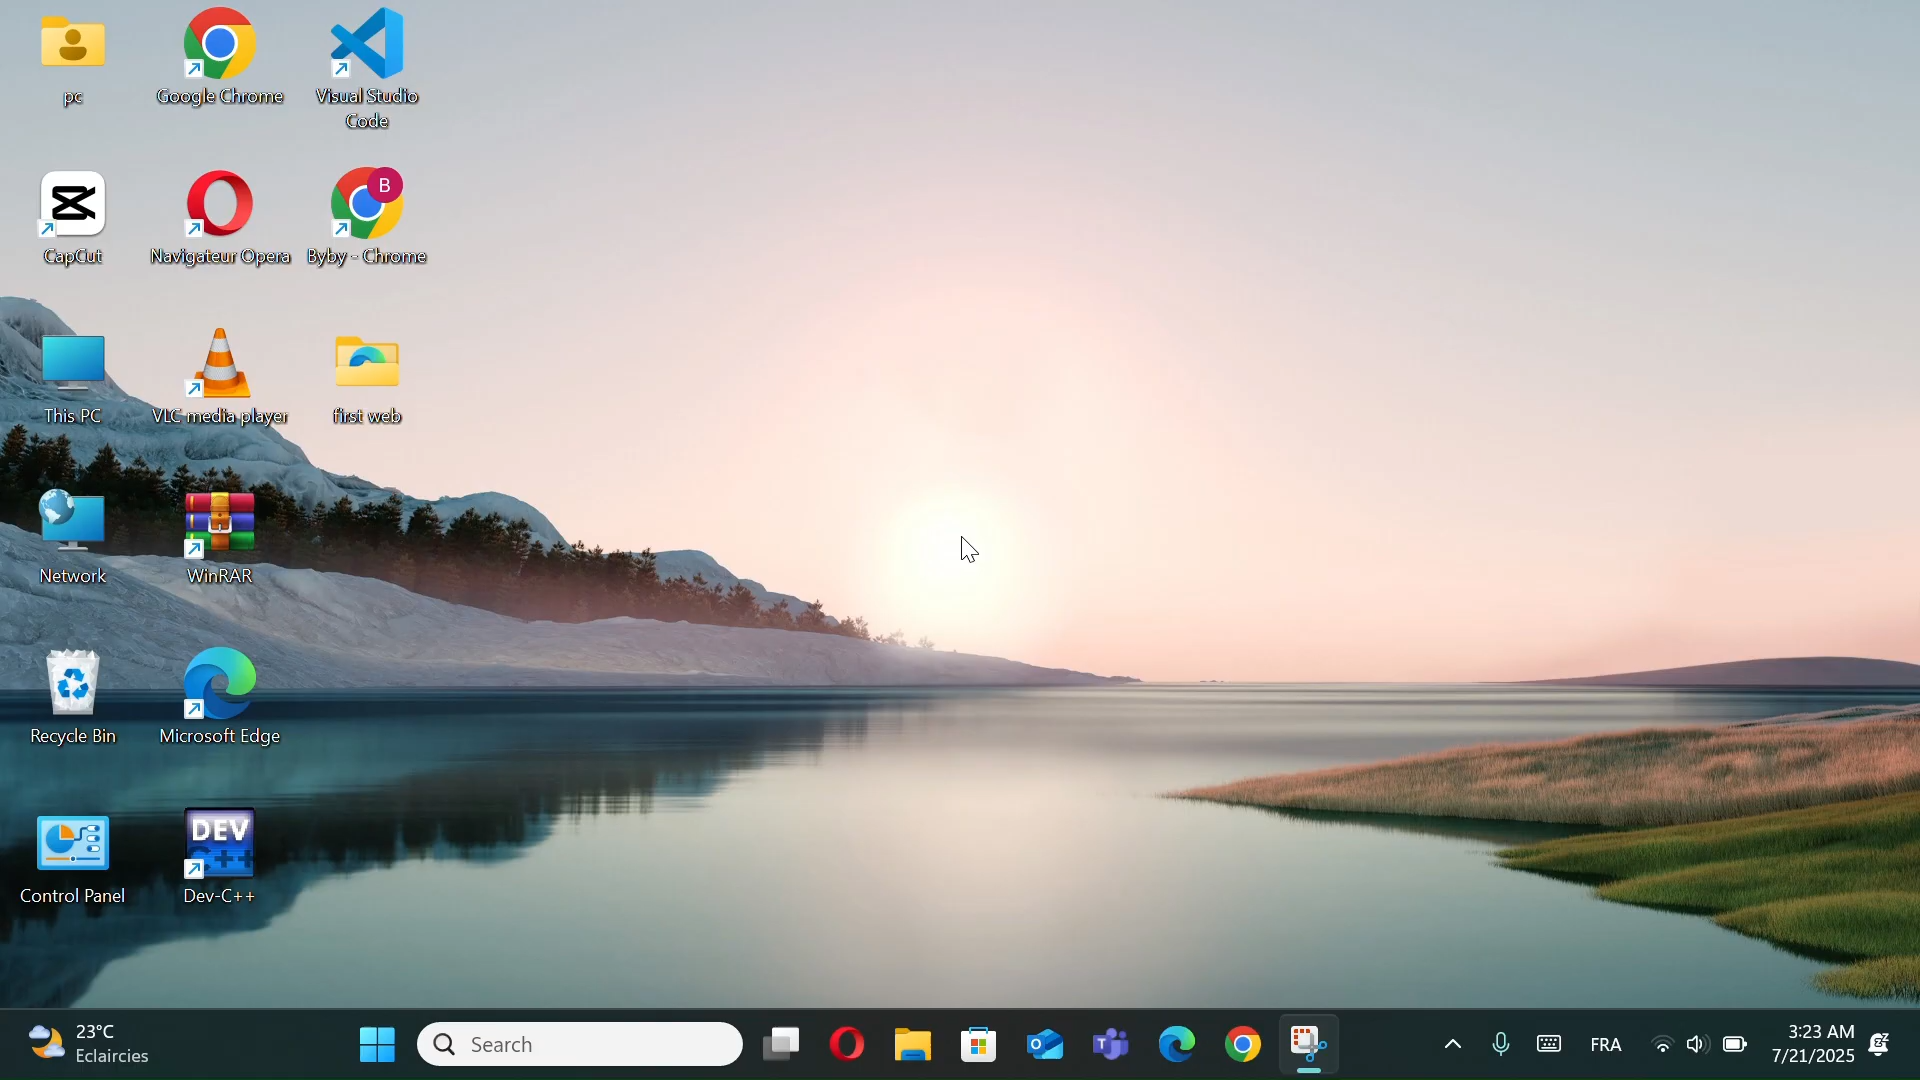 pc
Google Chrome
Visual Studio
Code
CapCut
Navigateur Opera
B
Byby - Chrome
This PC
VLC media player
first web
Network
WinRAR
Recycle Bin
Microsoft Edge
DEV
C++
Control Panel
Dev-C++
23°C
Eclaircies
Search
FRA
3:23 AM
7/21/2025